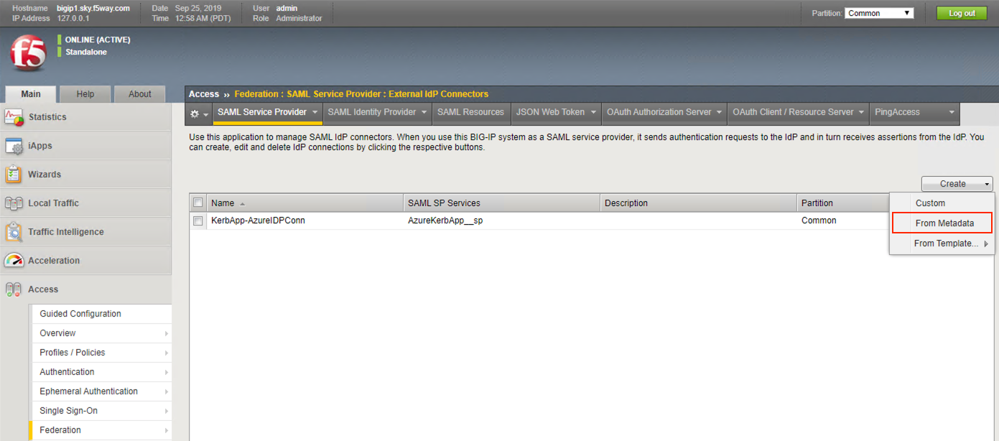 Hostname bigip1.sky.f5way.com Date Sep 25, 2019 User admin
IP Address 127.0.0.1 Time 12:58 AM (PDT) Role Administrator
Partition: Common Log out
f5
ONLINE (ACTIVE)
Standalone
Main Help About
Access ›› Federation : SAML Service Provider : External IdP Connectors
SAML Service Provider SAML Identity Provider SAML Resources JSON Web Token OAuth Authorization Server OAuth Client / Resource Server PingAccess
Use this application to manage SAML IdP connectors. When you use this BIG-IP system as a SAML service provider, it sends authentication requests to the IdP and in turn receives assertions from the IdP. You
can create, edit and delete IdP connections by clicking the respective buttons.
Create
Custom
From Metadata
From Template...
Name SAML SP Services Description Partition
KerbApp-AzureIDPConn AzureKerbApp__sp Common
Statistics
iApps
Wizards
Local Traffic
Traffic Intelligence
Acceleration
Access
Guided Configuration
Overview
Profiles / Policies
Authentication
Ephemeral Authentication
Single Sign-On
Federation